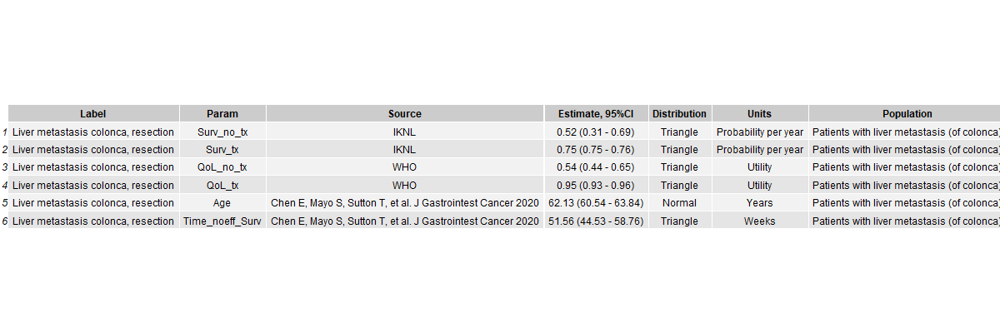 Label Param Source Estimate, 95%CI Distribution Units Population
1 Liver metastasis colonca, resection Surv_no_tx IKNL 0.52 (0.31 - 0.69) Triangle Probability per year Patients with liver metastasis (of colonca)
2 Liver metastasis colonca, resection Surv_tx IKNL 0.75 (0.75 - 0.76) Triangle Probability per year Patients with liver metastasis (of colonca)
3 Liver metastasis colonca, resection QoL_no_tx WHO 0.54 (0.44 - 0.65) Triangle Utility Patients with liver metastasis (of colonca)
4 Liver metastasis colonca, resection QoL_tx WHO 0.95 (0.93 - 0.96) Triangle Utility Patients with liver metastasis (of colonca)
5 Liver metastasis colonca, resection Age Chen E, Mayo S, Sutton T, et al. J Gastrointest Cancer 2020 62.13 (60.54 - 63.84) Normal Years Patients with liver metastasis (of colonca)
6 Liver metastasis colonca, resection Time_noeff_Surv Chen E, Mayo S, Sutton T, et al. J Gastrointest Cancer 2020 51.56 (44.53 - 58.76) Triangle Weeks Patients with liver metastasis (of colonca)